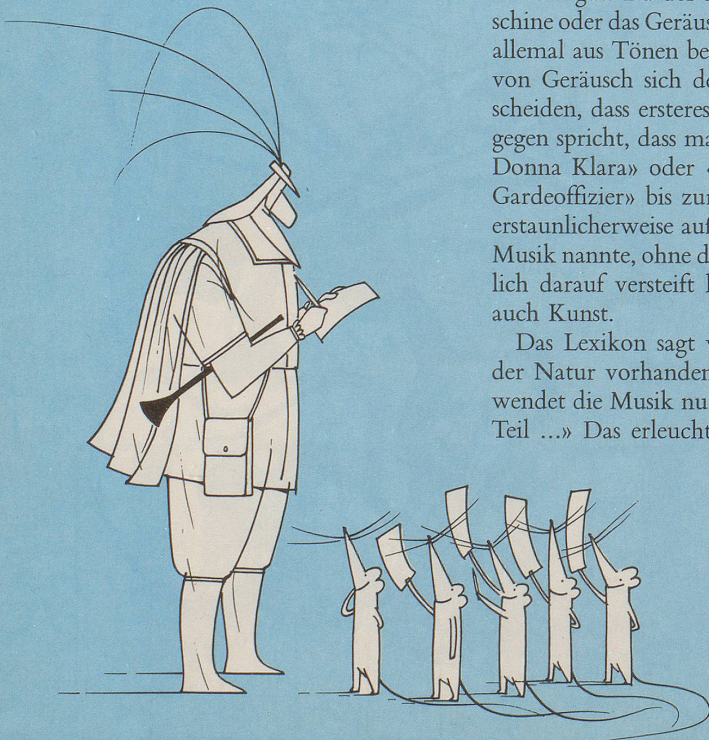 schine oder das Geräus
allemal aus Tönen be
von Geräusch sich de
scheiden, dass ersteres
gegen spricht, dass ma
Donna Klara» oder
Gardeoffizier» bis zu
erstaunlicherweise auf
Musik nannte, ohne d
lich darauf versteift
auch Kunst.
Das Lexikon sagt
der Natur vorhanden
wendet die Musik nu
Teil ...» Das erleucht